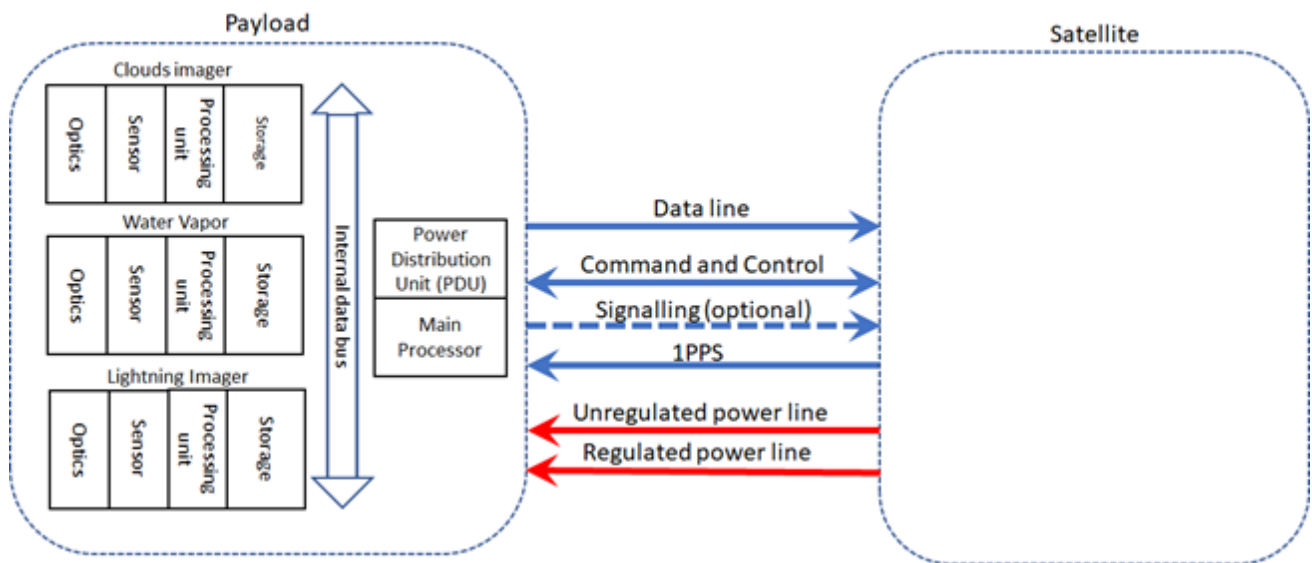 Payload
Satellite
Clouds imager
Optics
Sensor
Processing
unit
Storage
Water Vapor
Optics
Sensor
Processing
unit
Storage
Lightning Imager
Optics
Sensor
Processing
unit
Storage
Internal data bus
Power
Distribution
Unit (PDU)
Main
Processor
Data line
Command and Control
Signalling (optional)
1PPS
Unregulated power line
Regulated power line